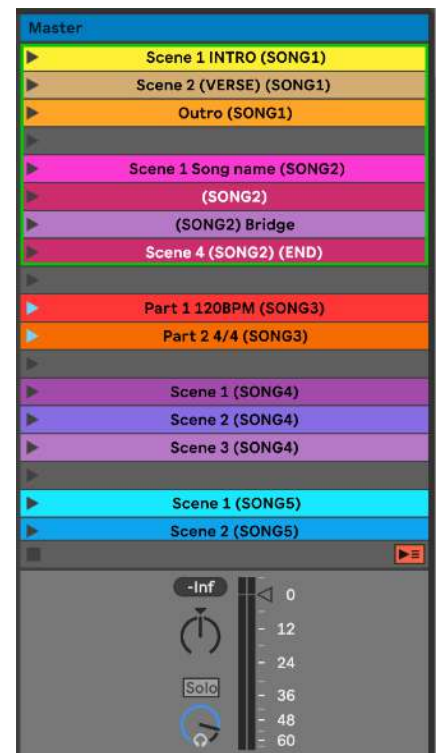 Master
Scene 1 INTRO (SONG1)
Scene 2 (VERSE) (SONG1)
Outro (SONG1)
Scene 1 Song name (SONG2)
(SONG2)
(SONG2) Bridge
Scene 4 (SONG2) (END)
Part 1 120BPM (SONG3)
Part 2 4/4 (SONG3)
Scene 1 (SONG4)
Scene 2 (SONG4)
Scene 3 (SONG4)
Scene 1 (SONG5)
Scene 2 (SONG5)
-Inf
0
12
24
Solo
36
48
60